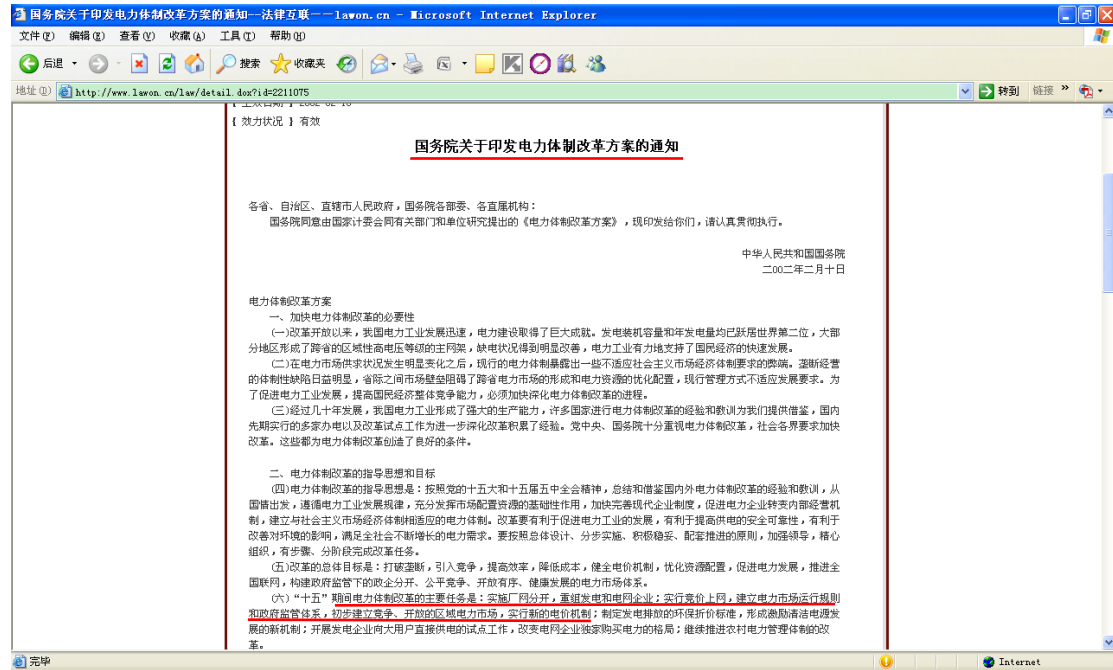 国务院关于印发电力体制改革方案的通知--法律互联——lawon.cn - Microsoft Internet Explorer
文件(F) 编辑(E) 查看(V) 收藏(A) 工具(T) 帮助(H)
后退 搜索 收藏夹
地址(D) http://www.lawon.cn/law/detail.dox?id=2211075 转到 链接 »
【 效力状况 】有效
国务院关于印发电力体制改革方案的通知
各省、自治区、直辖市人民政府，国务院各部委、各直属机构：
国务院同意由国家计委会同有关部门和单位研究提出的《电力体制改革方案》，现印发给你们，请认真贯彻执行。
中华人民共和国国务院
二00二年二月十日
电力体制改革方案
一、加快电力体制改革的必要性
(一)改革开放以来，我国电力工业发展迅速，电力建设取得了巨大成就。发电装机容量和年发电量均已跃居世界第二位，大部
分地区形成了跨省的区域性高电压等级的主网架，缺电状况得到明显改善，电力工业有力地支持了国民经济的快速发展。
(二)在电力市场供求状况发生明显变化之后，现行的电力体制暴露出一些不适应社会主义市场经济体制要求的弊端。垄断经营
的体制性缺陷日益明显，省际之间市场壁垒阻碍了跨省电力市场的形成和电力资源的优化配置，现行管理方式不适应发展要求。为
了促进电力工业发展，提高国民经济整体竞争能力，必须加快深化电力体制改革的进程。
(三)经过几十年发展，我国电力工业形成了强大的生产能力，许多国家进行电力体制改革的经验和教训为我们提供借鉴，国内
先期实行的多家办电以及改革试点工作为进一步深化改革积累了经验。党中央、国务院十分重视电力体制改革，社会各界要求加快
改革。这些都为电力体制改革创造了良好的条件。
二、电力体制改革的指导思想和目标
(四)电力体制改革的指导思想是：按照党的十五大和十五届五中全会精神，总结和借鉴国内外电力体制改革的经验和教训，从
国情出发，遵循电力工业发展规律，充分发挥市场配置资源的基础性作用，加快完善现代企业制度，促进电力企业转变内部经营机
制，建立与社会主义市场经济体制相适应的电力体制。改革要有利于促进电力工业的发展，有利于提高供电的安全可靠性，有利于
改善对环境的影响，满足全社会不断增长的电力需求。要按照总体设计、分步实施、积极稳妥、配套推进的原则，加强领导，精心
组织，有步骤、分阶段完成改革任务。
(五)改革的总体目标是：打破垄断，引入竞争，提高效率，降低成本，健全电价机制，优化资源配置，促进电力发展，推进全
国联网，构建政府监管下的政企分开、公平竞争、开放有序、健康发展的电力市场体系。
(六)“十五”期间电力体制改革的主要任务是：实施厂网分开，重组发电和电网企业；实行竞价上网，建立电力市场运行规则
和政府监管体系，初步建立竞争、开放的区域电力市场，实行新的电价机制；制定发电排放的环保折价标准，形成激励清洁电源发
展的新机制；开展发电企业向大用户直接供电的试点工作，改变电网企业独家购买电力的格局；继续推进农村电力管理体制的改
革。
完毕 Internet